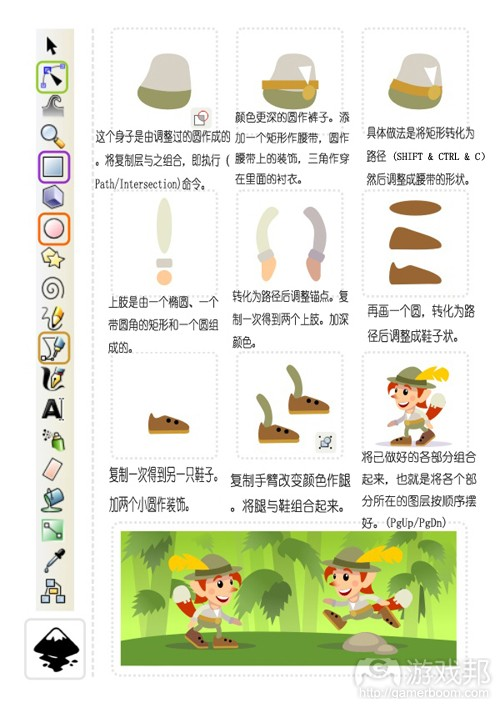 这个身子是由调整过的圆作成的
。将复制层与之组合，即执行（
Path/Intersection)命令。
颜色更深的圆作裤子。添
加一个矩形作腰带，圆作
腰带上的装饰，三角作穿
在里面的衬衣。
具体做法是将矩形转化为
路径（SHIFT & CTRL & C）
然后调整成腰带的形状。
上肢是由一个椭圆、一个
带圆角的矩形和一个圆组
成的。
转化为路径后调整锚点。复
制一次得到两个上肢。加深
颜色。
再画一个圆，转化为路
径后调整成鞋子状。
复制一次得到另一只鞋子。
加两个小圆作装饰。
复制手臂改变颜色作腿
。将腿与鞋组合起来。
将已做好的各部分组合
起来，也就是将各个部
分所在的图层按顺序摆
好。(PgUp/PgDn)
游戏邦
http://gamerboom.com